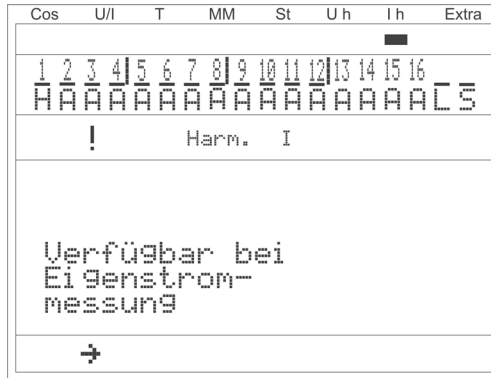 Cos U/I T MM St U h I h Extra
1 2 3 4 5 6 7 8 9 10 11 12 13 14 15 16
A A A A A A A A A A A A A A A A C S
! Harm. I
Verfügbar bei
Eigenstrom-
messung
→